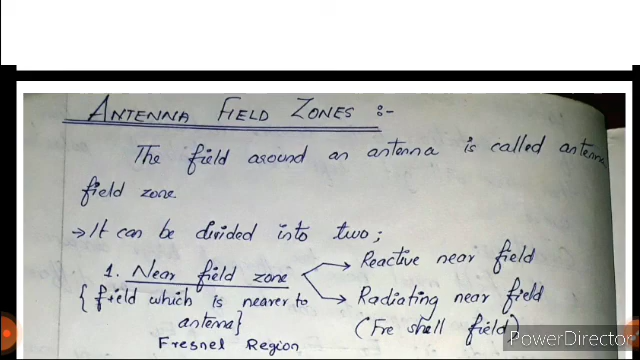 ANTENNA FIELD ZONES :-
The field around an antenna is called antenna
field zone
→ It can be divided into two;
1. Near field zone → Reactive near field
{ field which is nearer to antenna} → Radiating near field
Fresnel Region (Fre shell field)
PowerDirector